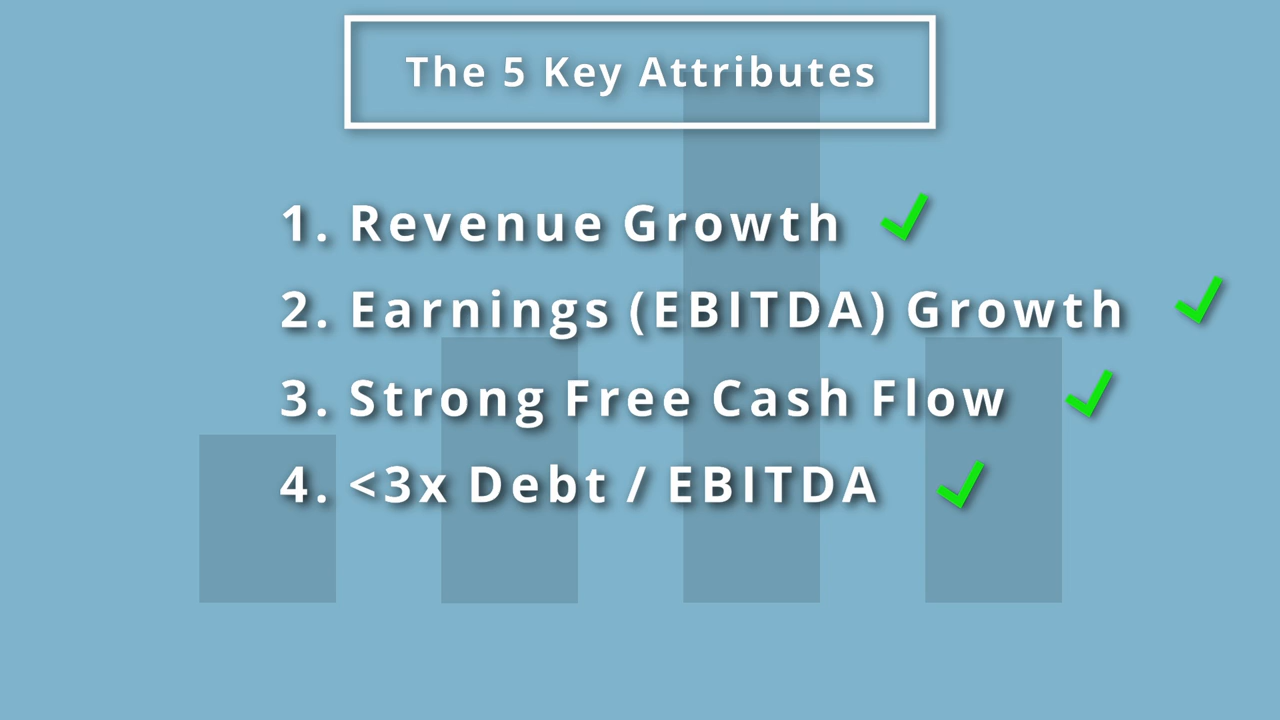 The 5 Key Attributes
1. Revenue Growth
2. Earnings (EBITDA) Growth
3. Strong Free Cash Flow
4. <3x Debt / EBITDA